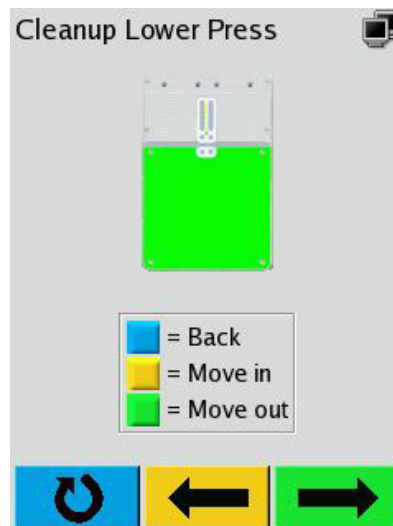 Cleanup Lower Press
= Back
= Move in
= Move out